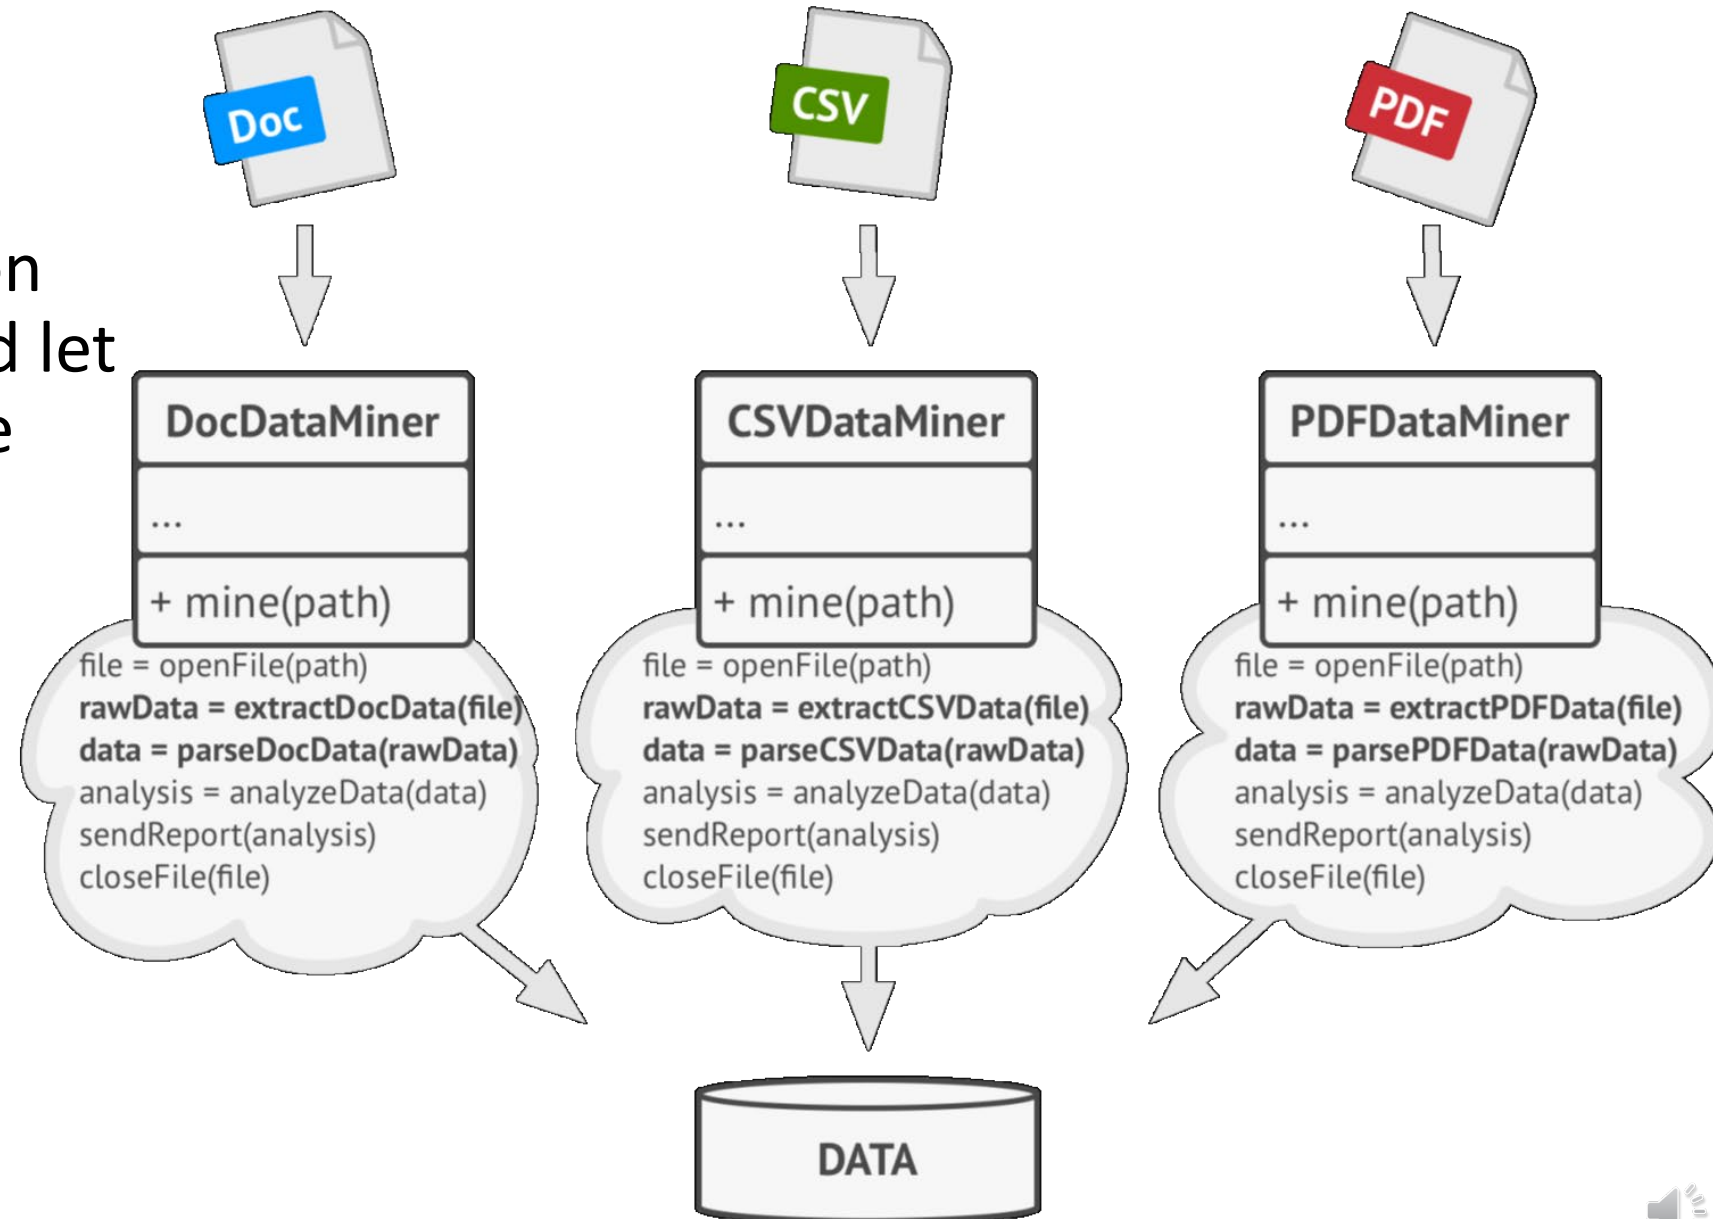 Doc
CSV
PDF
en
d let
e
DocDataMiner
...
+ mine(path)
file = openFile(path)
rawData = extractDocData(file)
data = parseDocData(rawData)
analysis = analyzeData(data)
sendReport(analysis)
closeFile(file)
CSVDataMiner
...
+ mine(path)
file = openFile(path)
rawData = extractCSVData(file)
data = parseCSVData(rawData)
analysis = analyzeData(data)
sendReport(analysis)
closeFile(file)
PDFDataMiner
...
+ mine(path)
file = openFile(path)
rawData = extractPDFData(file)
data = parsePDFData(rawData)
analysis = analyzeData(data)
sendReport(analysis)
closeFile(file)
DATA